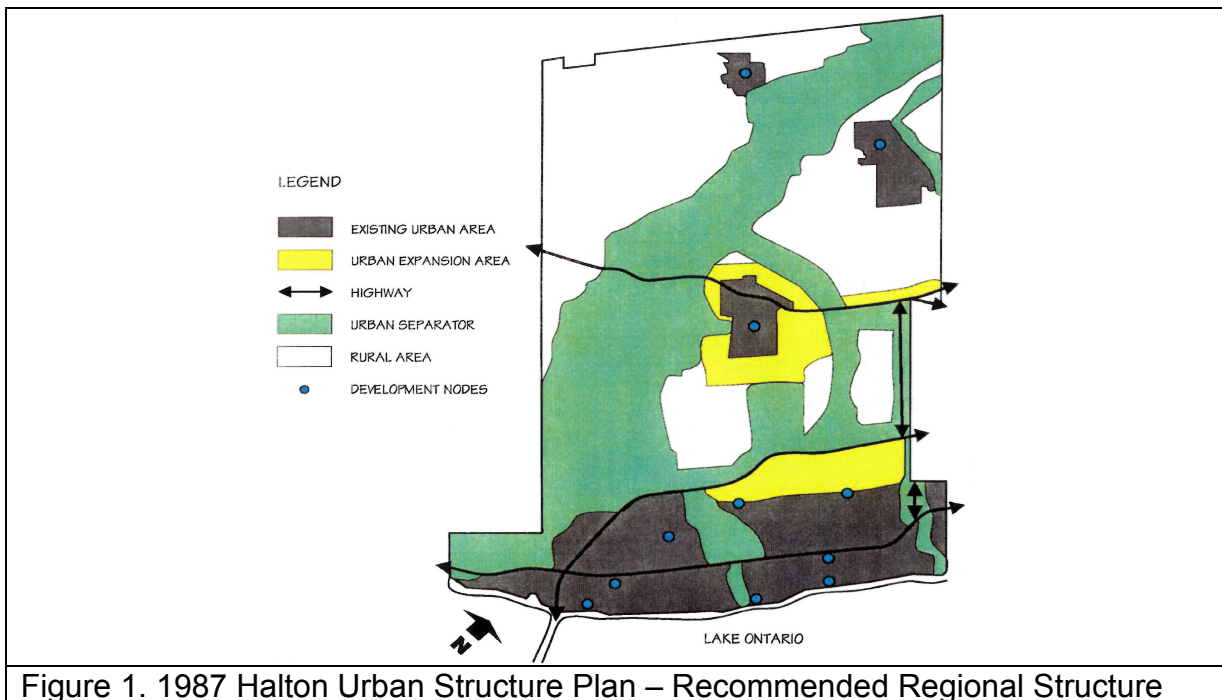 LEGEND
EXISTING URBAN AREA
URBAN EXPANSION AREA
HIGHWAY
URBAN SEPARATOR
RURAL AREA
DEVELOPMENT NODES
N
LAKE ONTARIO
Figure 1. 1987 Halton Urban Structure Plan – Recommended Regional Structure